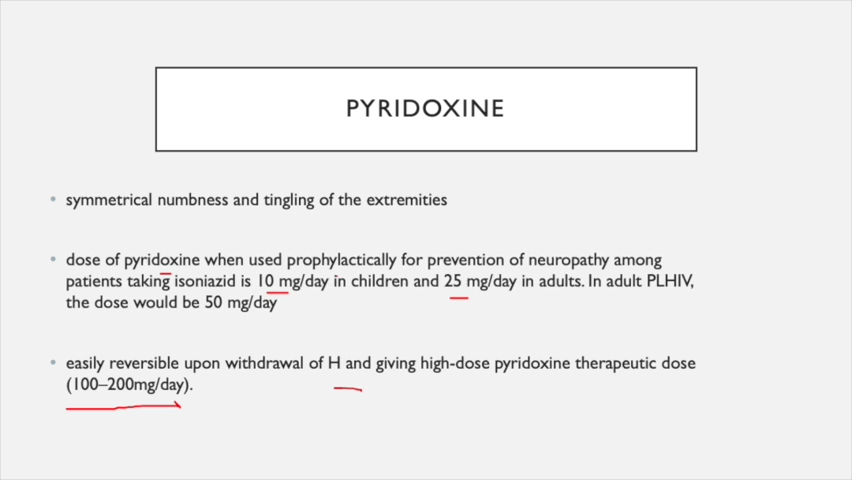 PYRIDOXINE
• symmetrical numbness and tingling of the extremities
• dose of pyridoxine when used prophylactically for prevention of neuropathy among
patients taking isoniazid is 10 mg/day in children and 25 mg/day in adults. In adult PLHIV,
the dose would be 50 mg/day
• easily reversible upon withdrawal of H and giving high-dose pyridoxine therapeutic dose
(100–200mg/day).